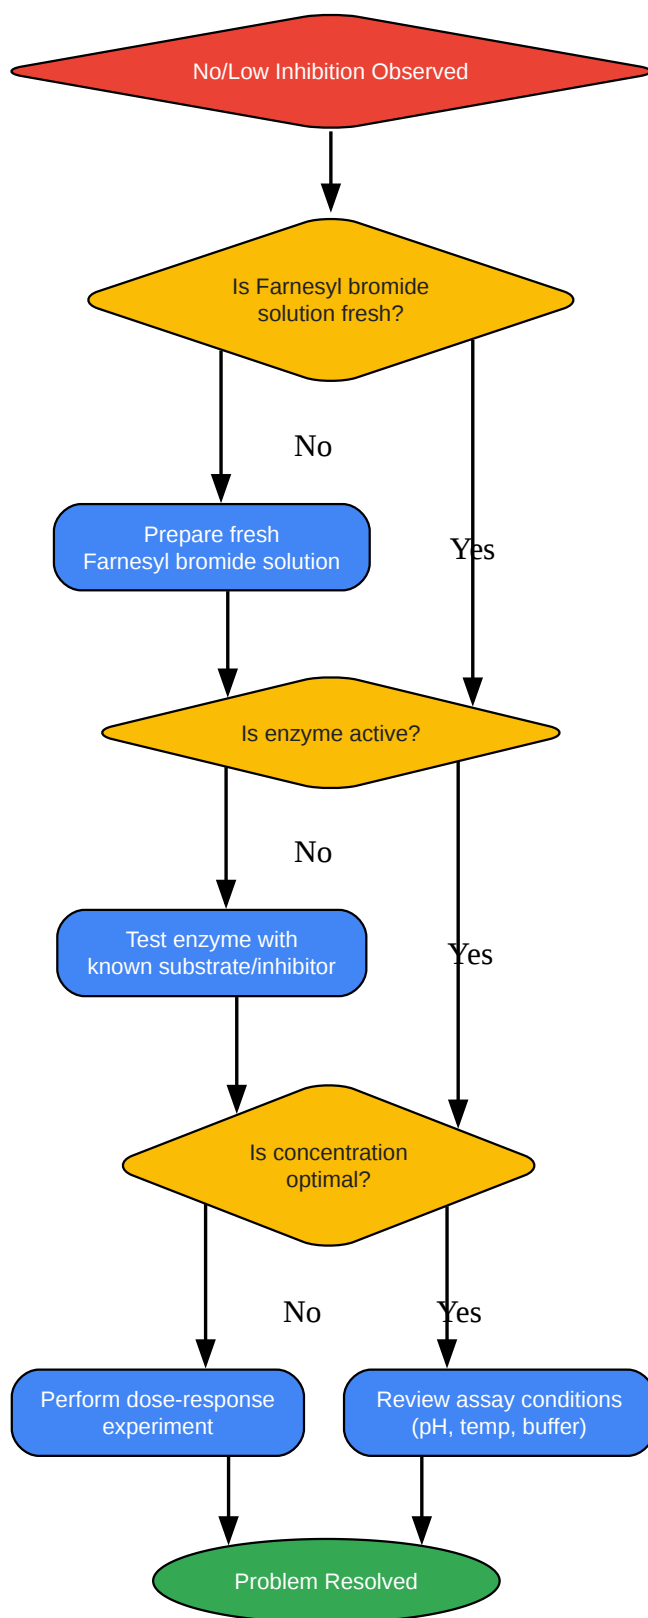 No/Low Inhibition Observed
Is Farnesyl bromide
solution fresh?
No
Prepare fresh
Farnesyl bromide solution
Yes
Is enzyme active?
No
Test enzyme with
known substrate/inhibitor
Yes
Is concentration
optimal?
No
Yes
Perform dose-response
experiment
Review assay conditions
(pH, temp, buffer)
Problem Resolved